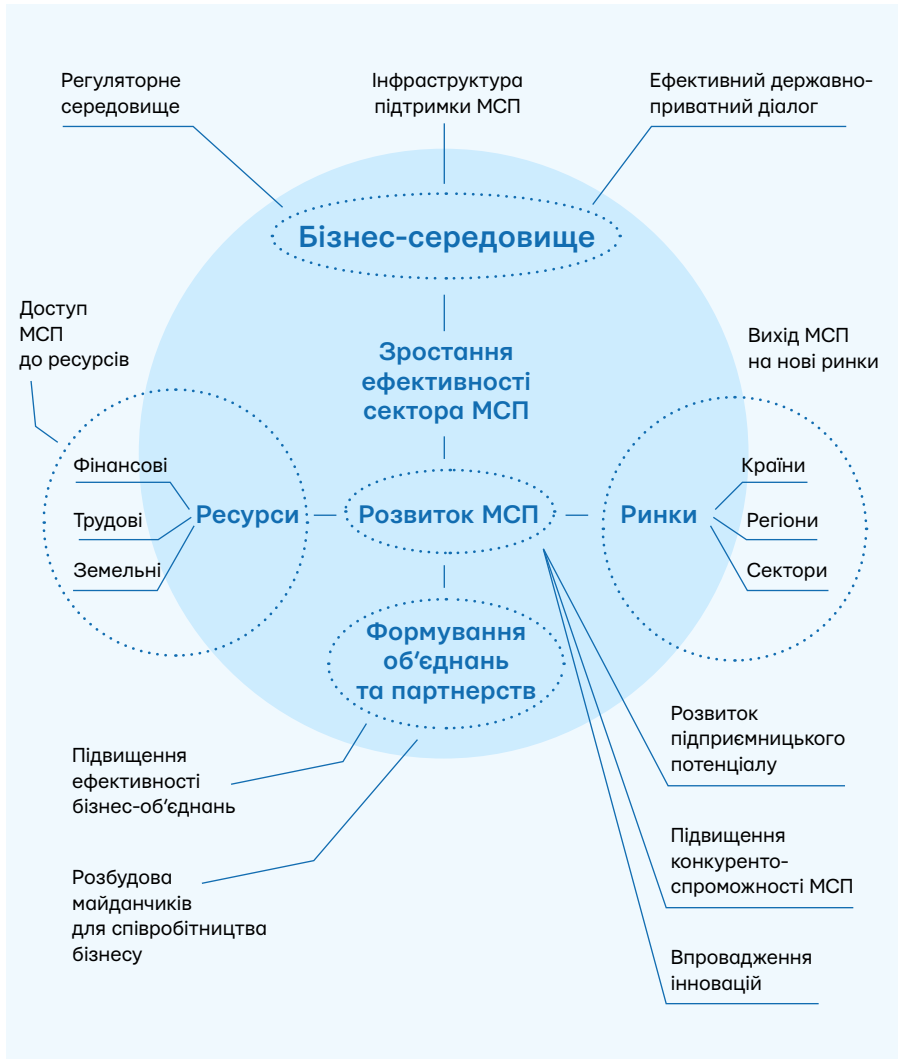 Регуляторне
середовище
Інфраструктура
підтримки МСП
Ефективний державно-
приватний діалог
Бізнес-середовище
Доступ
МСП
до ресурсів
Зростання
ефективності
сектора МСП
Вихід МСП
на нові ринки
Фінансові
Трудові
Земельні
Ресурси
Розвиток МСП
Ринки
Країни
Регіони
Сектори
Формування
об‘єднань
та партнерств
Підвищення
ефективності
бізнес-об‘єднань
Розбудова
майданчиків
для співробітництва
бізнесу
Розвиток
підприємницького
потенціалу
Підвищення
конкуренто-
спроможності МСП
Впровадження
інновацій